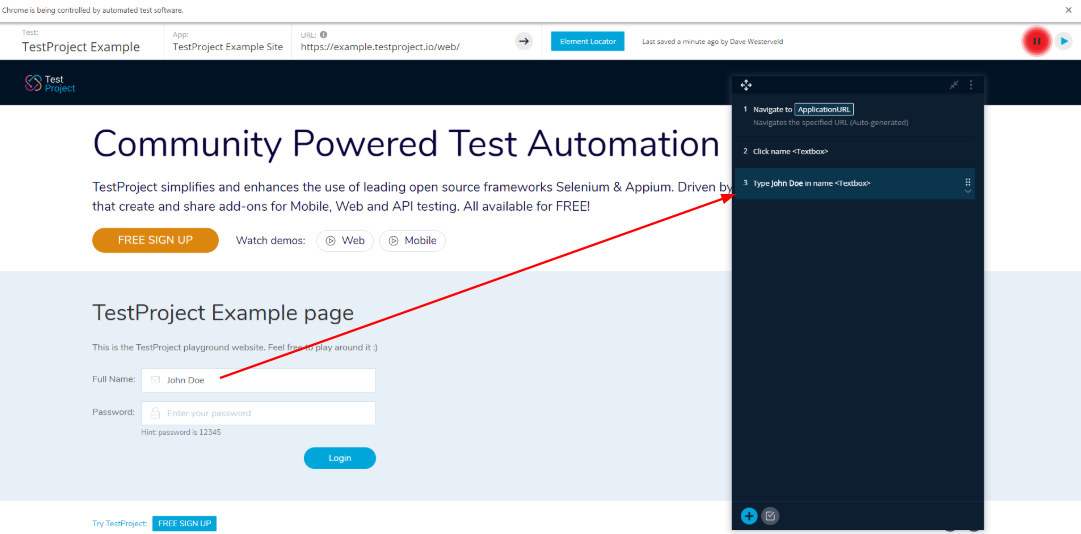 Chrome is being controlled by automated test software.
Test:
TestProject Example
App:
TestProject Example Site
URL:
https://example.testproject.io/web/
Element Locator
Last saved a minute ago by Dave Westerveld
Test
Project
Community Powered Test Automation
TestProject simplifies and enhances the use of leading open source frameworks Selenium & Appium. Driven by
that create and share add-ons for Mobile, Web and API testing. All available for FREE!
FREE SIGN UP
Watch demos:
Web
Mobile
1 Navigate to ApplicationURL
Navigates the specified URL (Auto-generated)
2 Click name <Textbox>
3 Type John Doe in name <Textbox>
TestProject Example page
This is the TestProject playground website. Feel free to play around it :)
Full Name:
John Doe
Password:
Enter your password
Hint: password is 12345
Login
Try TestProject:
FREE SIGN UP